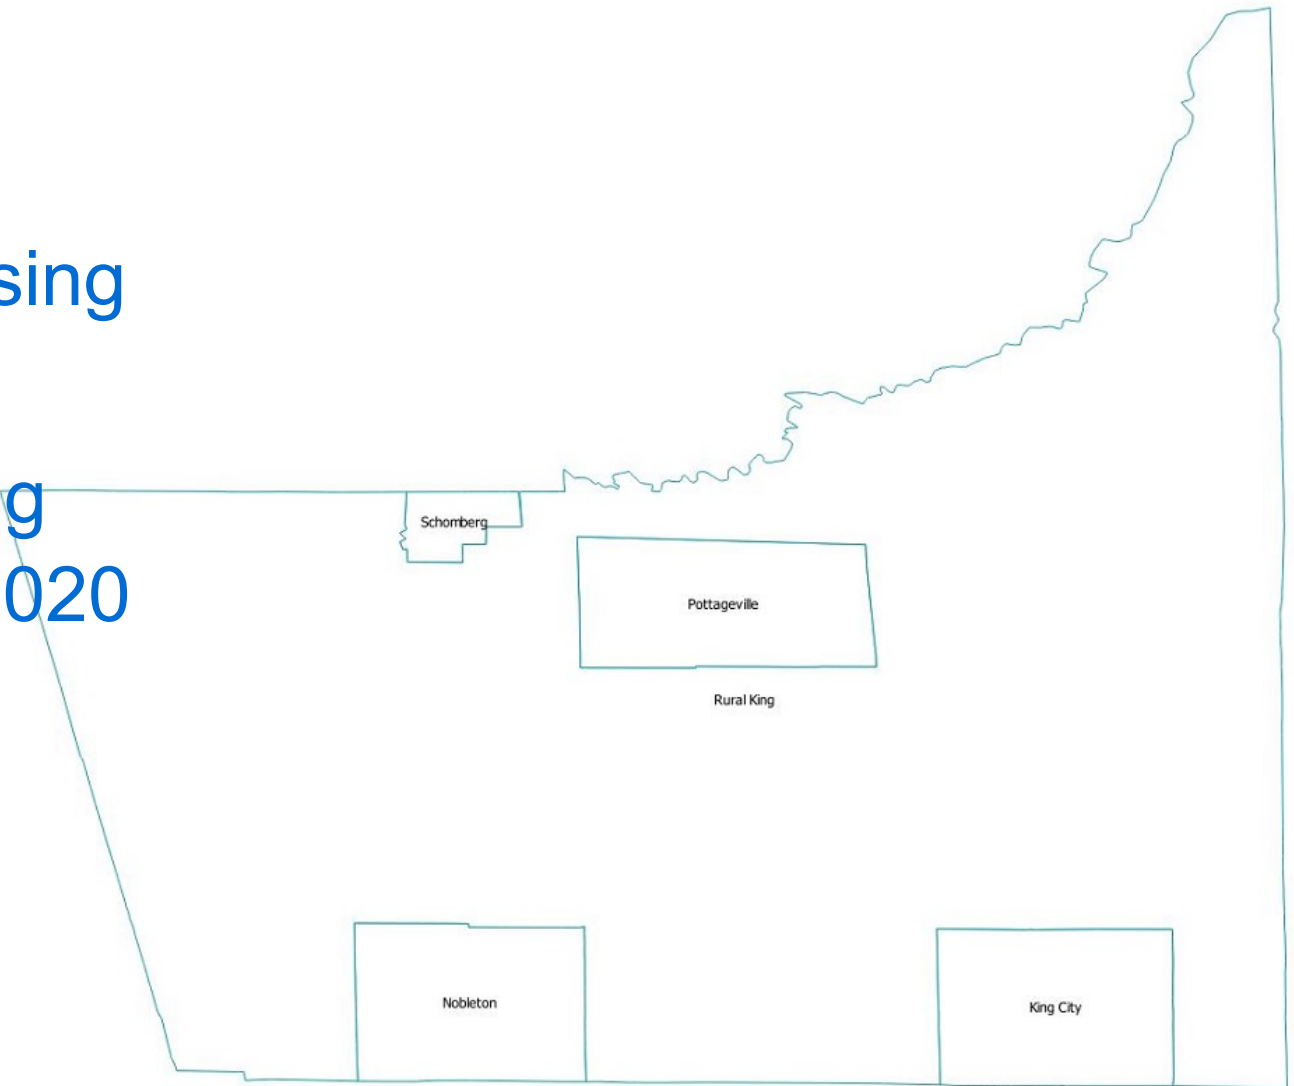 sing
g
020
Schomberg
Pottageville
Rural King
Nobleton
King City